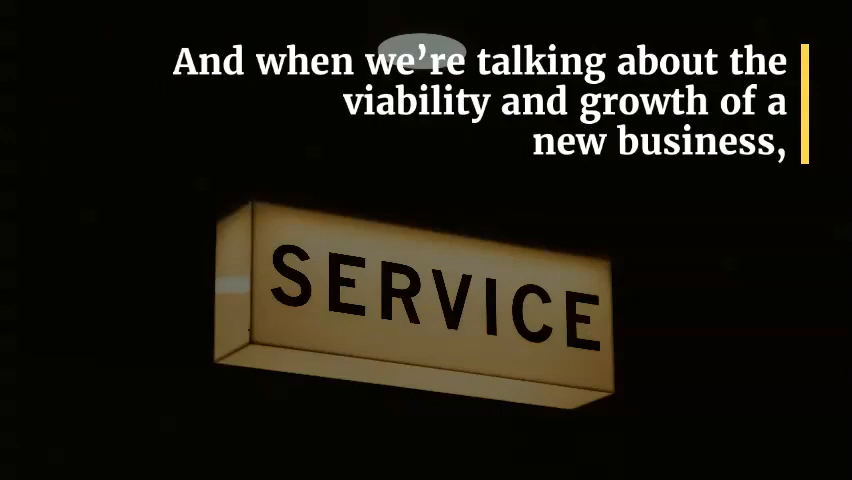 And when we’re talking about the
viability and growth of a
new business,
SERVICE